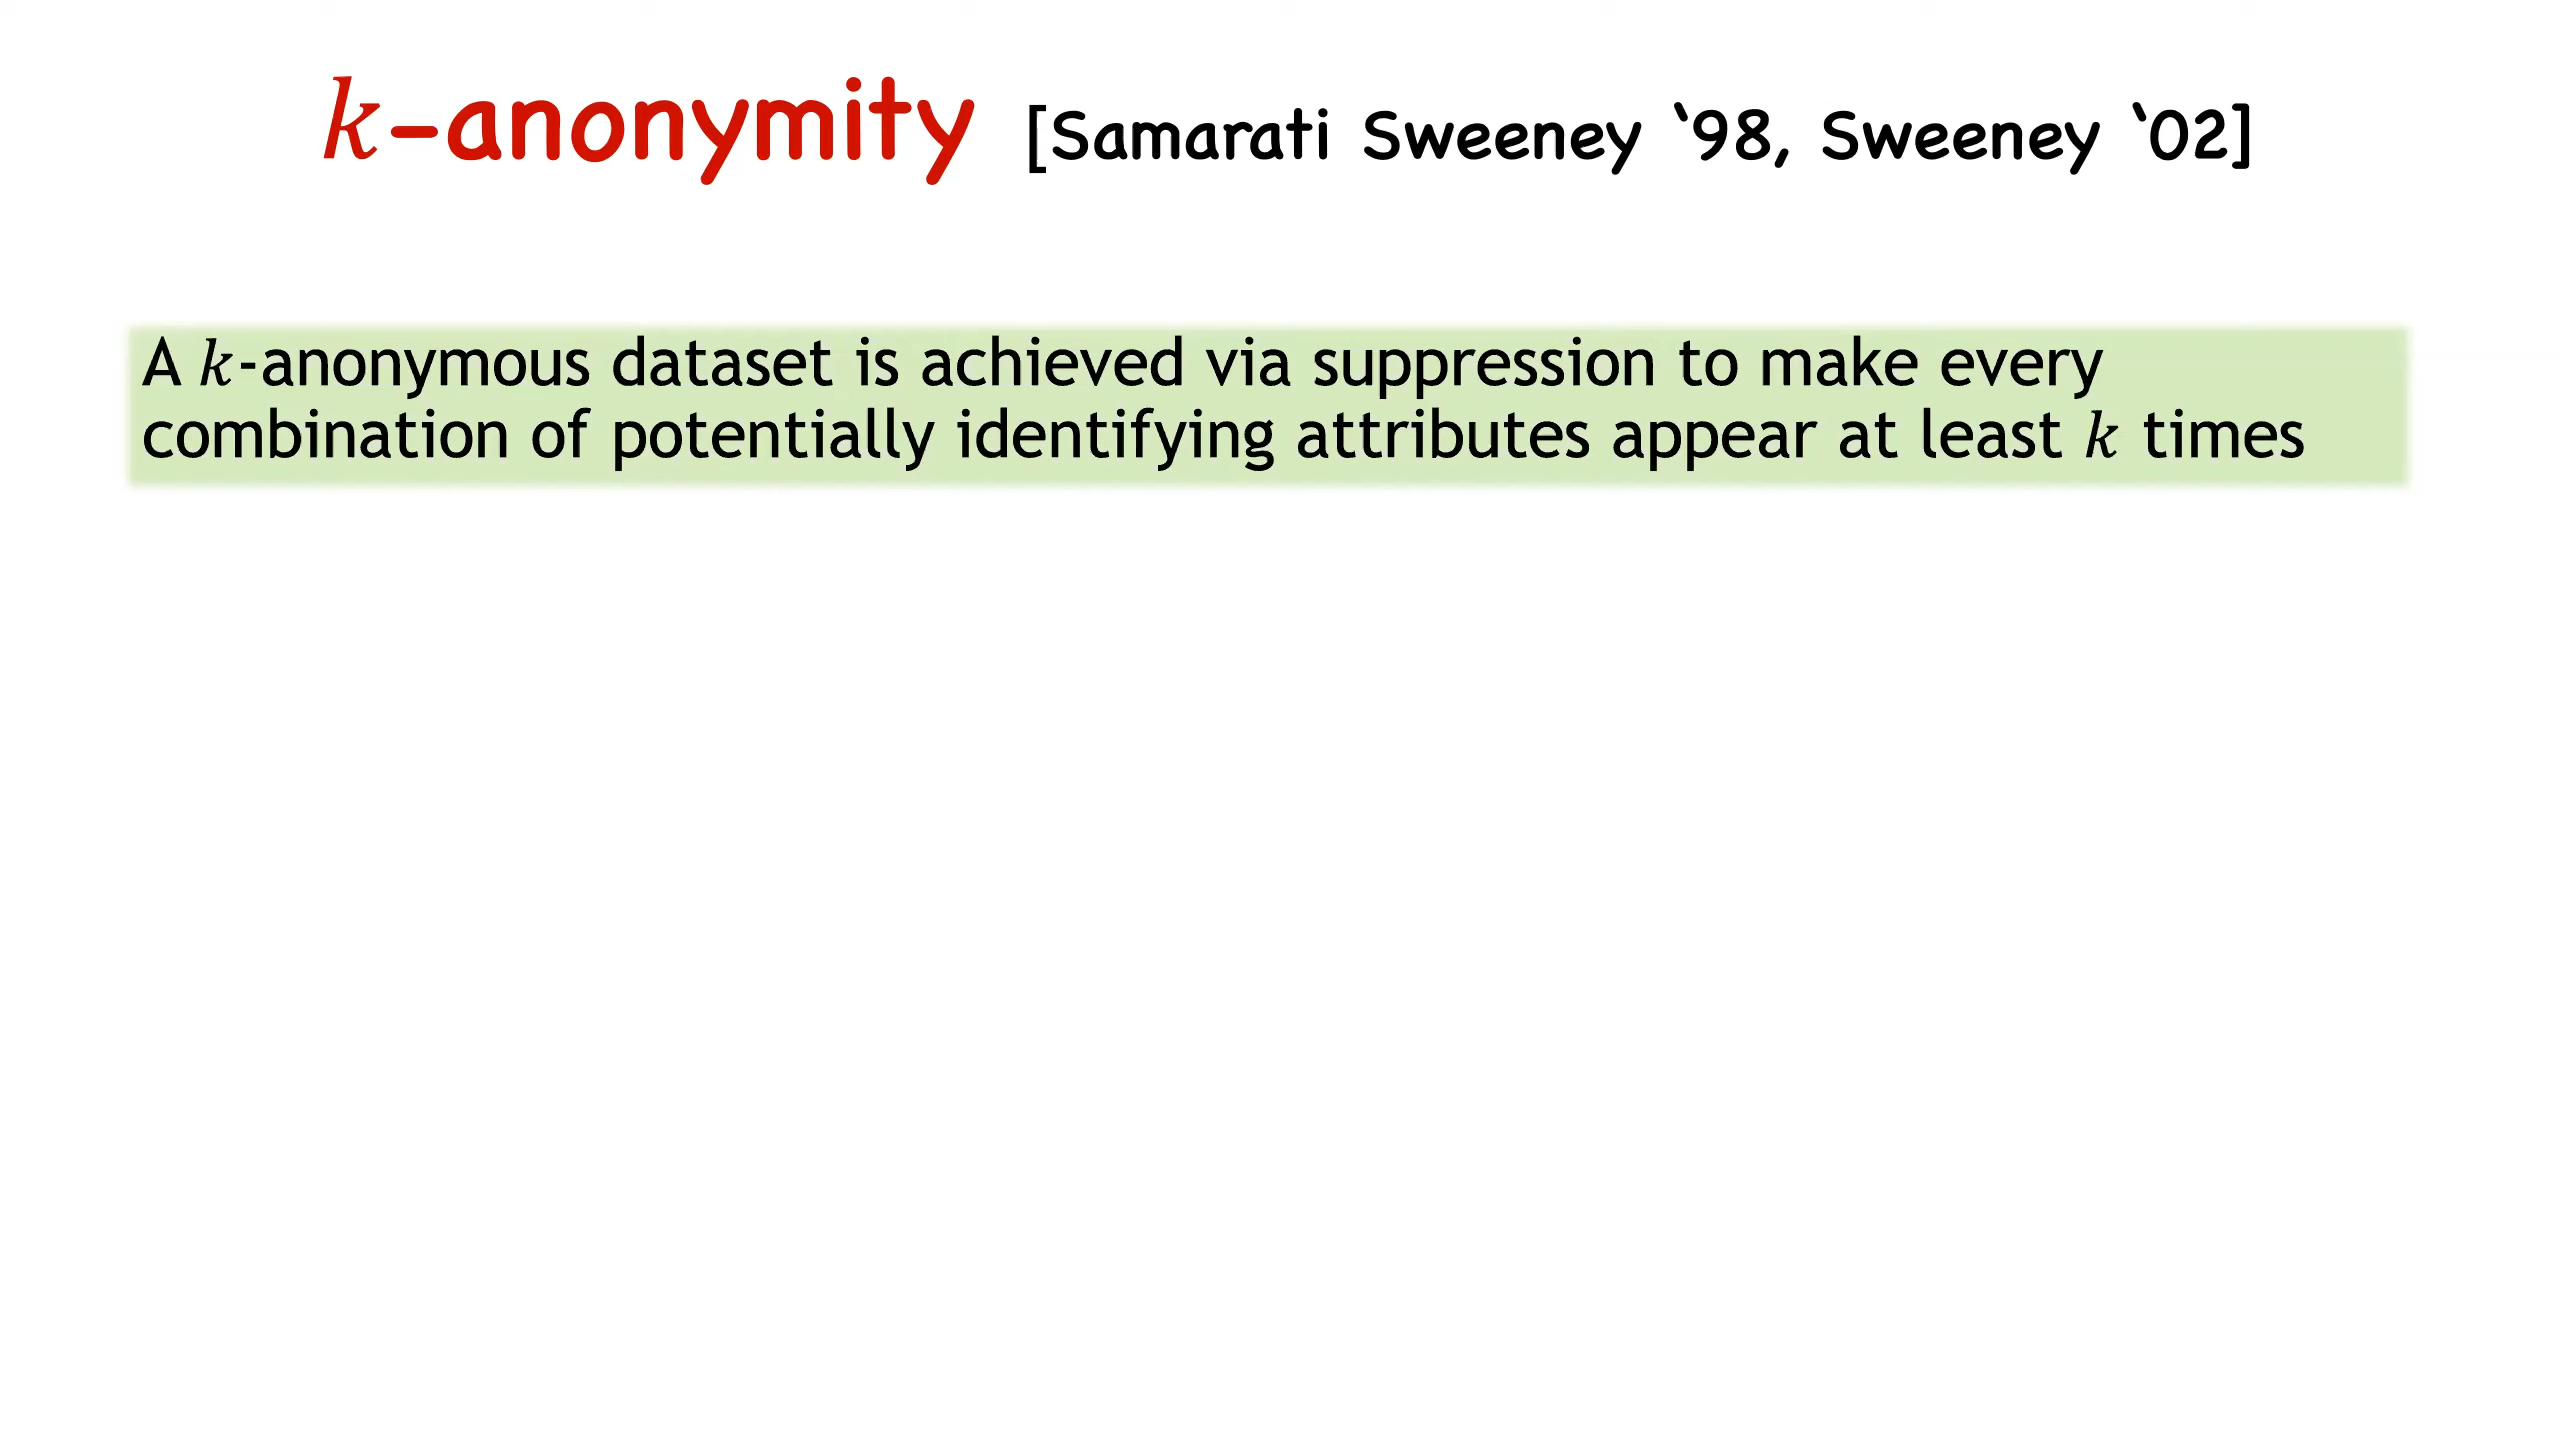 k-anonymity [Samarati Sweeney ‘98, Sweeney ‘02]
A k-anonymous dataset is achieved via suppression to make every
combination of potentially identifying attributes appear at least k times